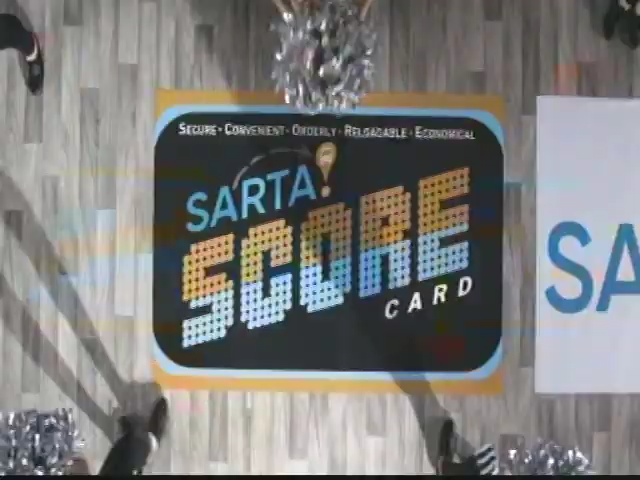 SECURE · CONVENIENT · ORDERLY · RELOADABLE · ECONOMICAL
SARTA!
SCORE
CARD
SA